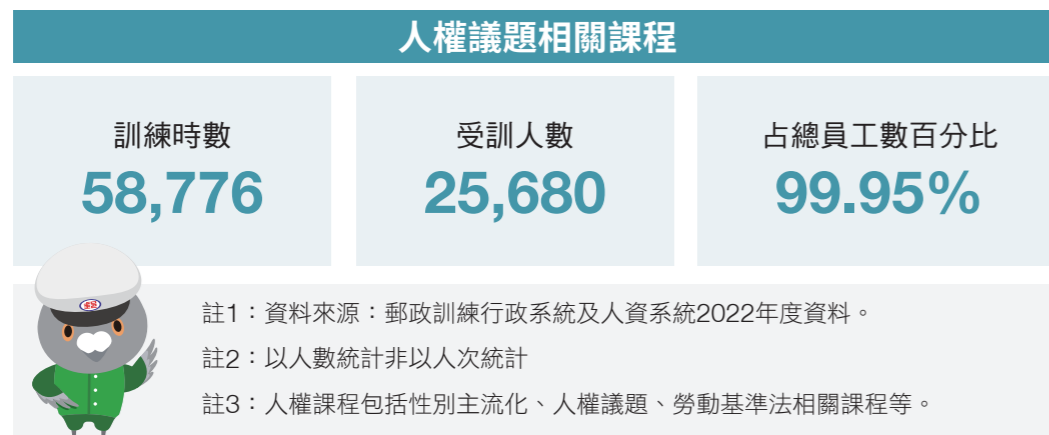 人權議題相關課程
訓練時數
58,776
受訓人數
25,680
占總員工數百分比
99.95%
註1：資料來源：郵政訓練行政系統及人資系統2022年度資料。
註2：以人數統計非以人次統計
註3：人權課程包括性別主流化、人權議題、勞動基準法相關課程等。